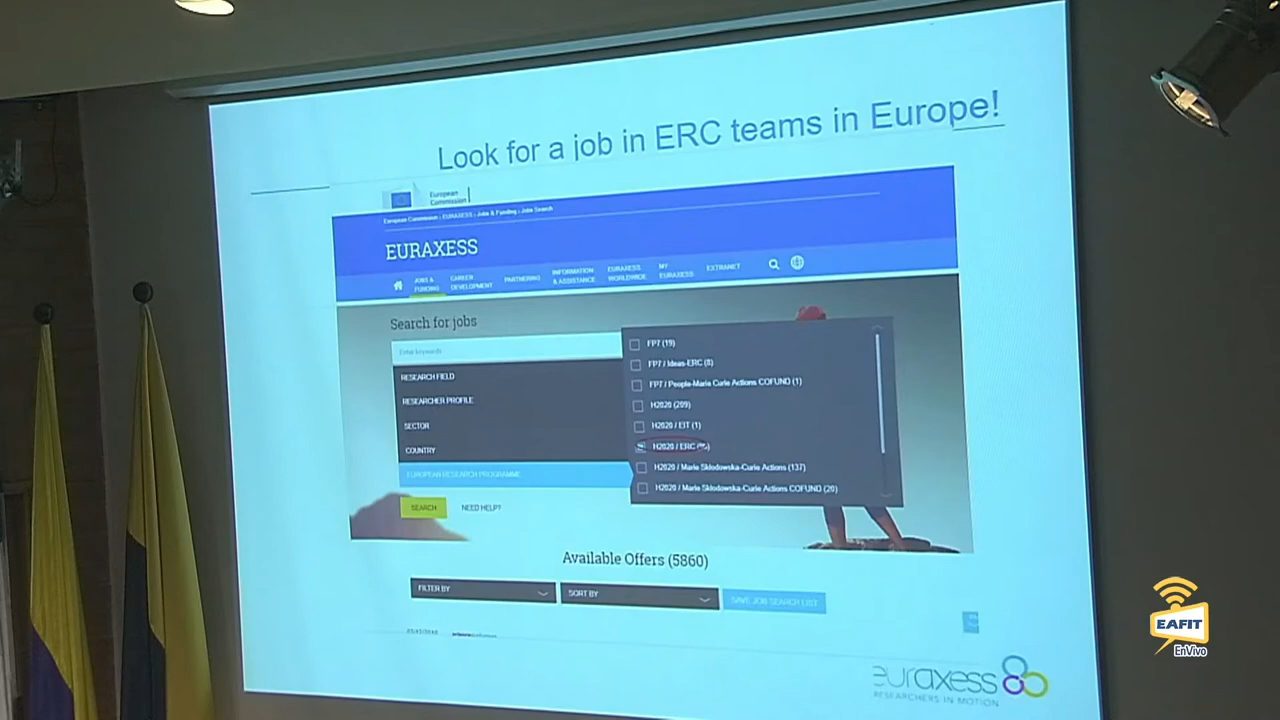 Look for a job in ERC teams in Europe!
European
Commission
European Commission › EURAXESS › Jobs & Funding › Jobs Search
EURAXESS
JOBS & FUNDING
CAREER DEVELOPMENT
PARTNERING
INFORMATION & ASSISTANCE
EURAXESS WORLDWIDE
MY EURAXESS
EXTRANET
Search for jobs
Enter keywords
RESEARCH FIELD
RESEARCHER PROFILE
SECTOR
COUNTRY
EUROPEAN RESEARCH PROGRAMME
FP7 (19)
FP7 / Ideas-ERC (8)
FP7 / People-Marie Curie Actions COFUND (1)
H2020 (209)
H2020 / EIT (1)
H2020 / ERC
H2020 / Marie Skłodowska-Curie Actions (137)
H2020 / Marie Skłodowska-Curie Actions COFUND (20)
SEARCH
NEED HELP?
Available Offers (5860)
FILTER BY
SORT BY
SAVE JOB SEARCH LIST
euraxess
RESEARCHERS IN MOTION
EAFIT
EnVivo